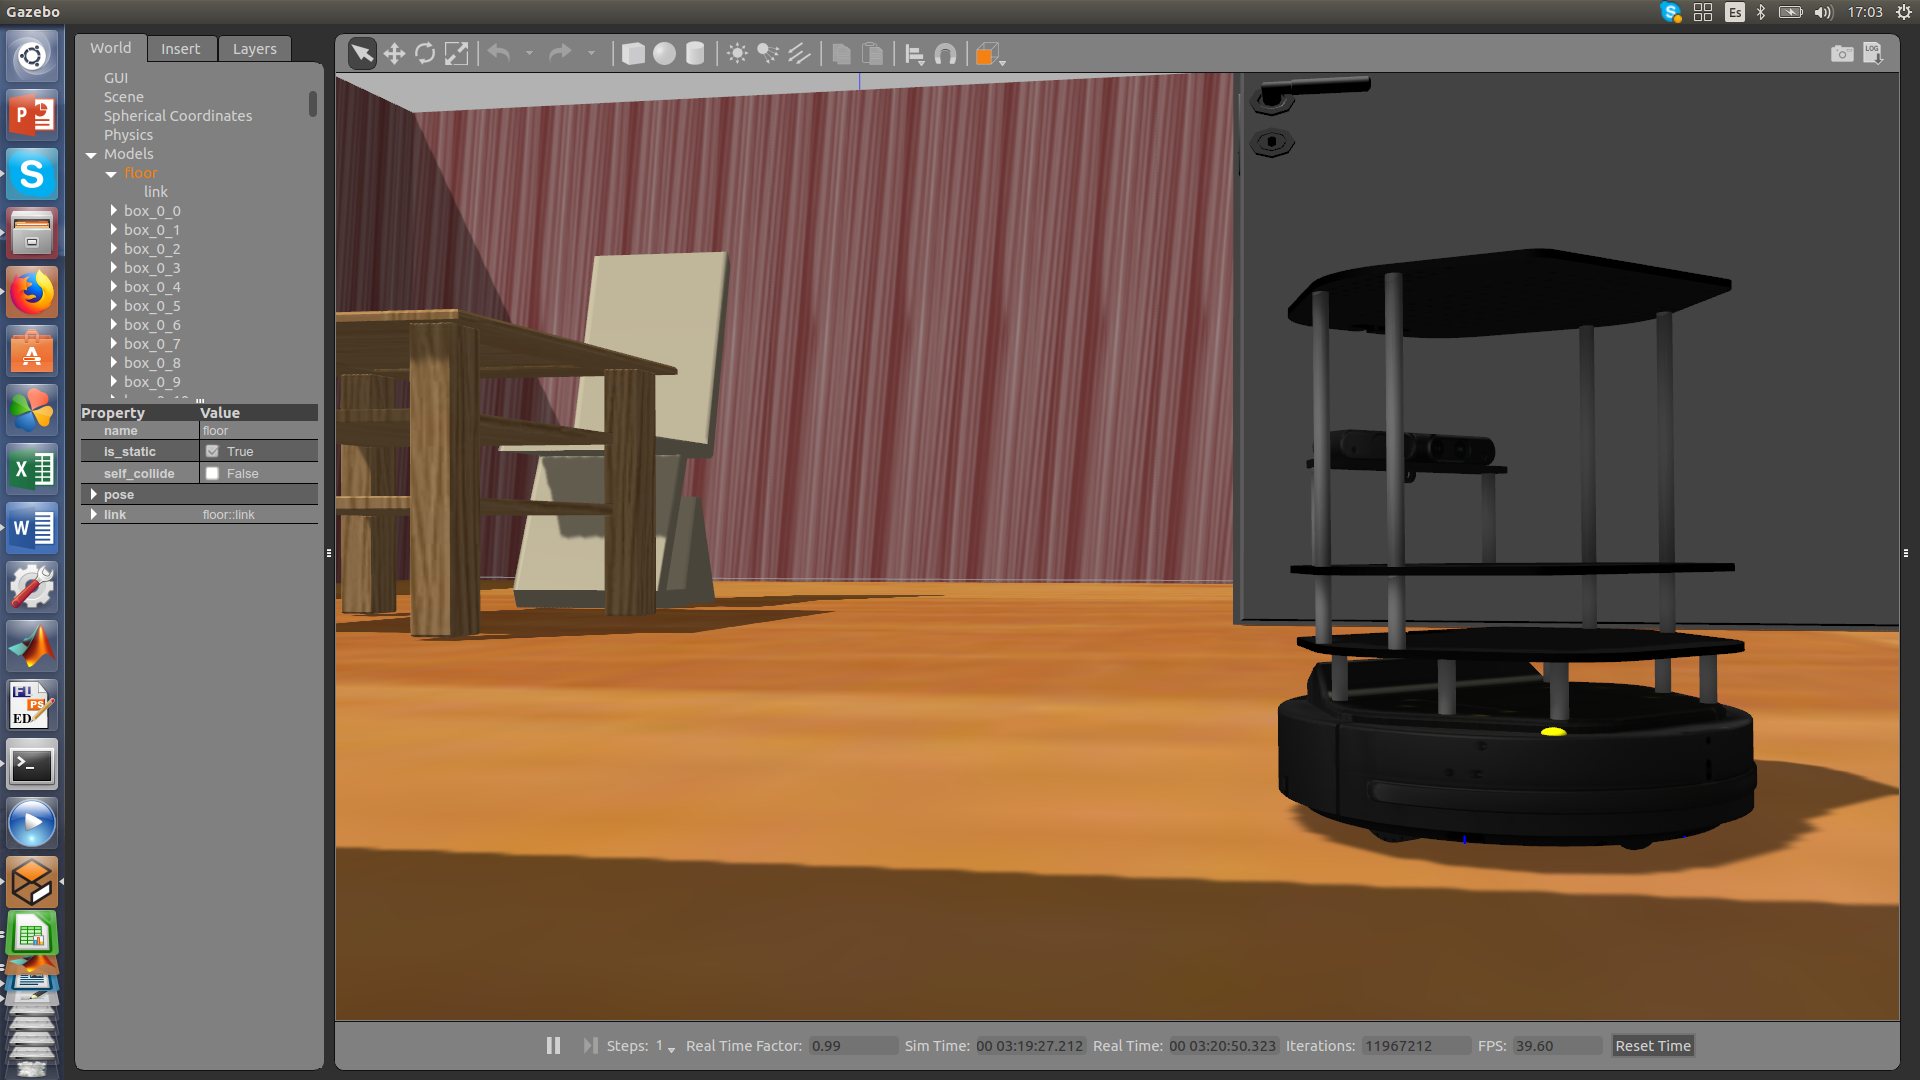 Gazebo
Es
17:03
World
Insert
Layers
LOG
GUI
Scene
Spherical Coordinates
Physics
Models
floor
link
box_0_0
box_0_1
box_0_2
box_0_3
box_0_4
box_0_5
box_0_6
box_0_7
box_0_8
box_0_9
Property Value
name floor
is_static True
self_collide False
pose
link floor::link
Steps: 1 Real Time Factor: 0.99 Sim Time: 00 03:19:27.212 Real Time: 00 03:20:50.323 Iterations: 11967212 FPS: 39.60 Reset Time